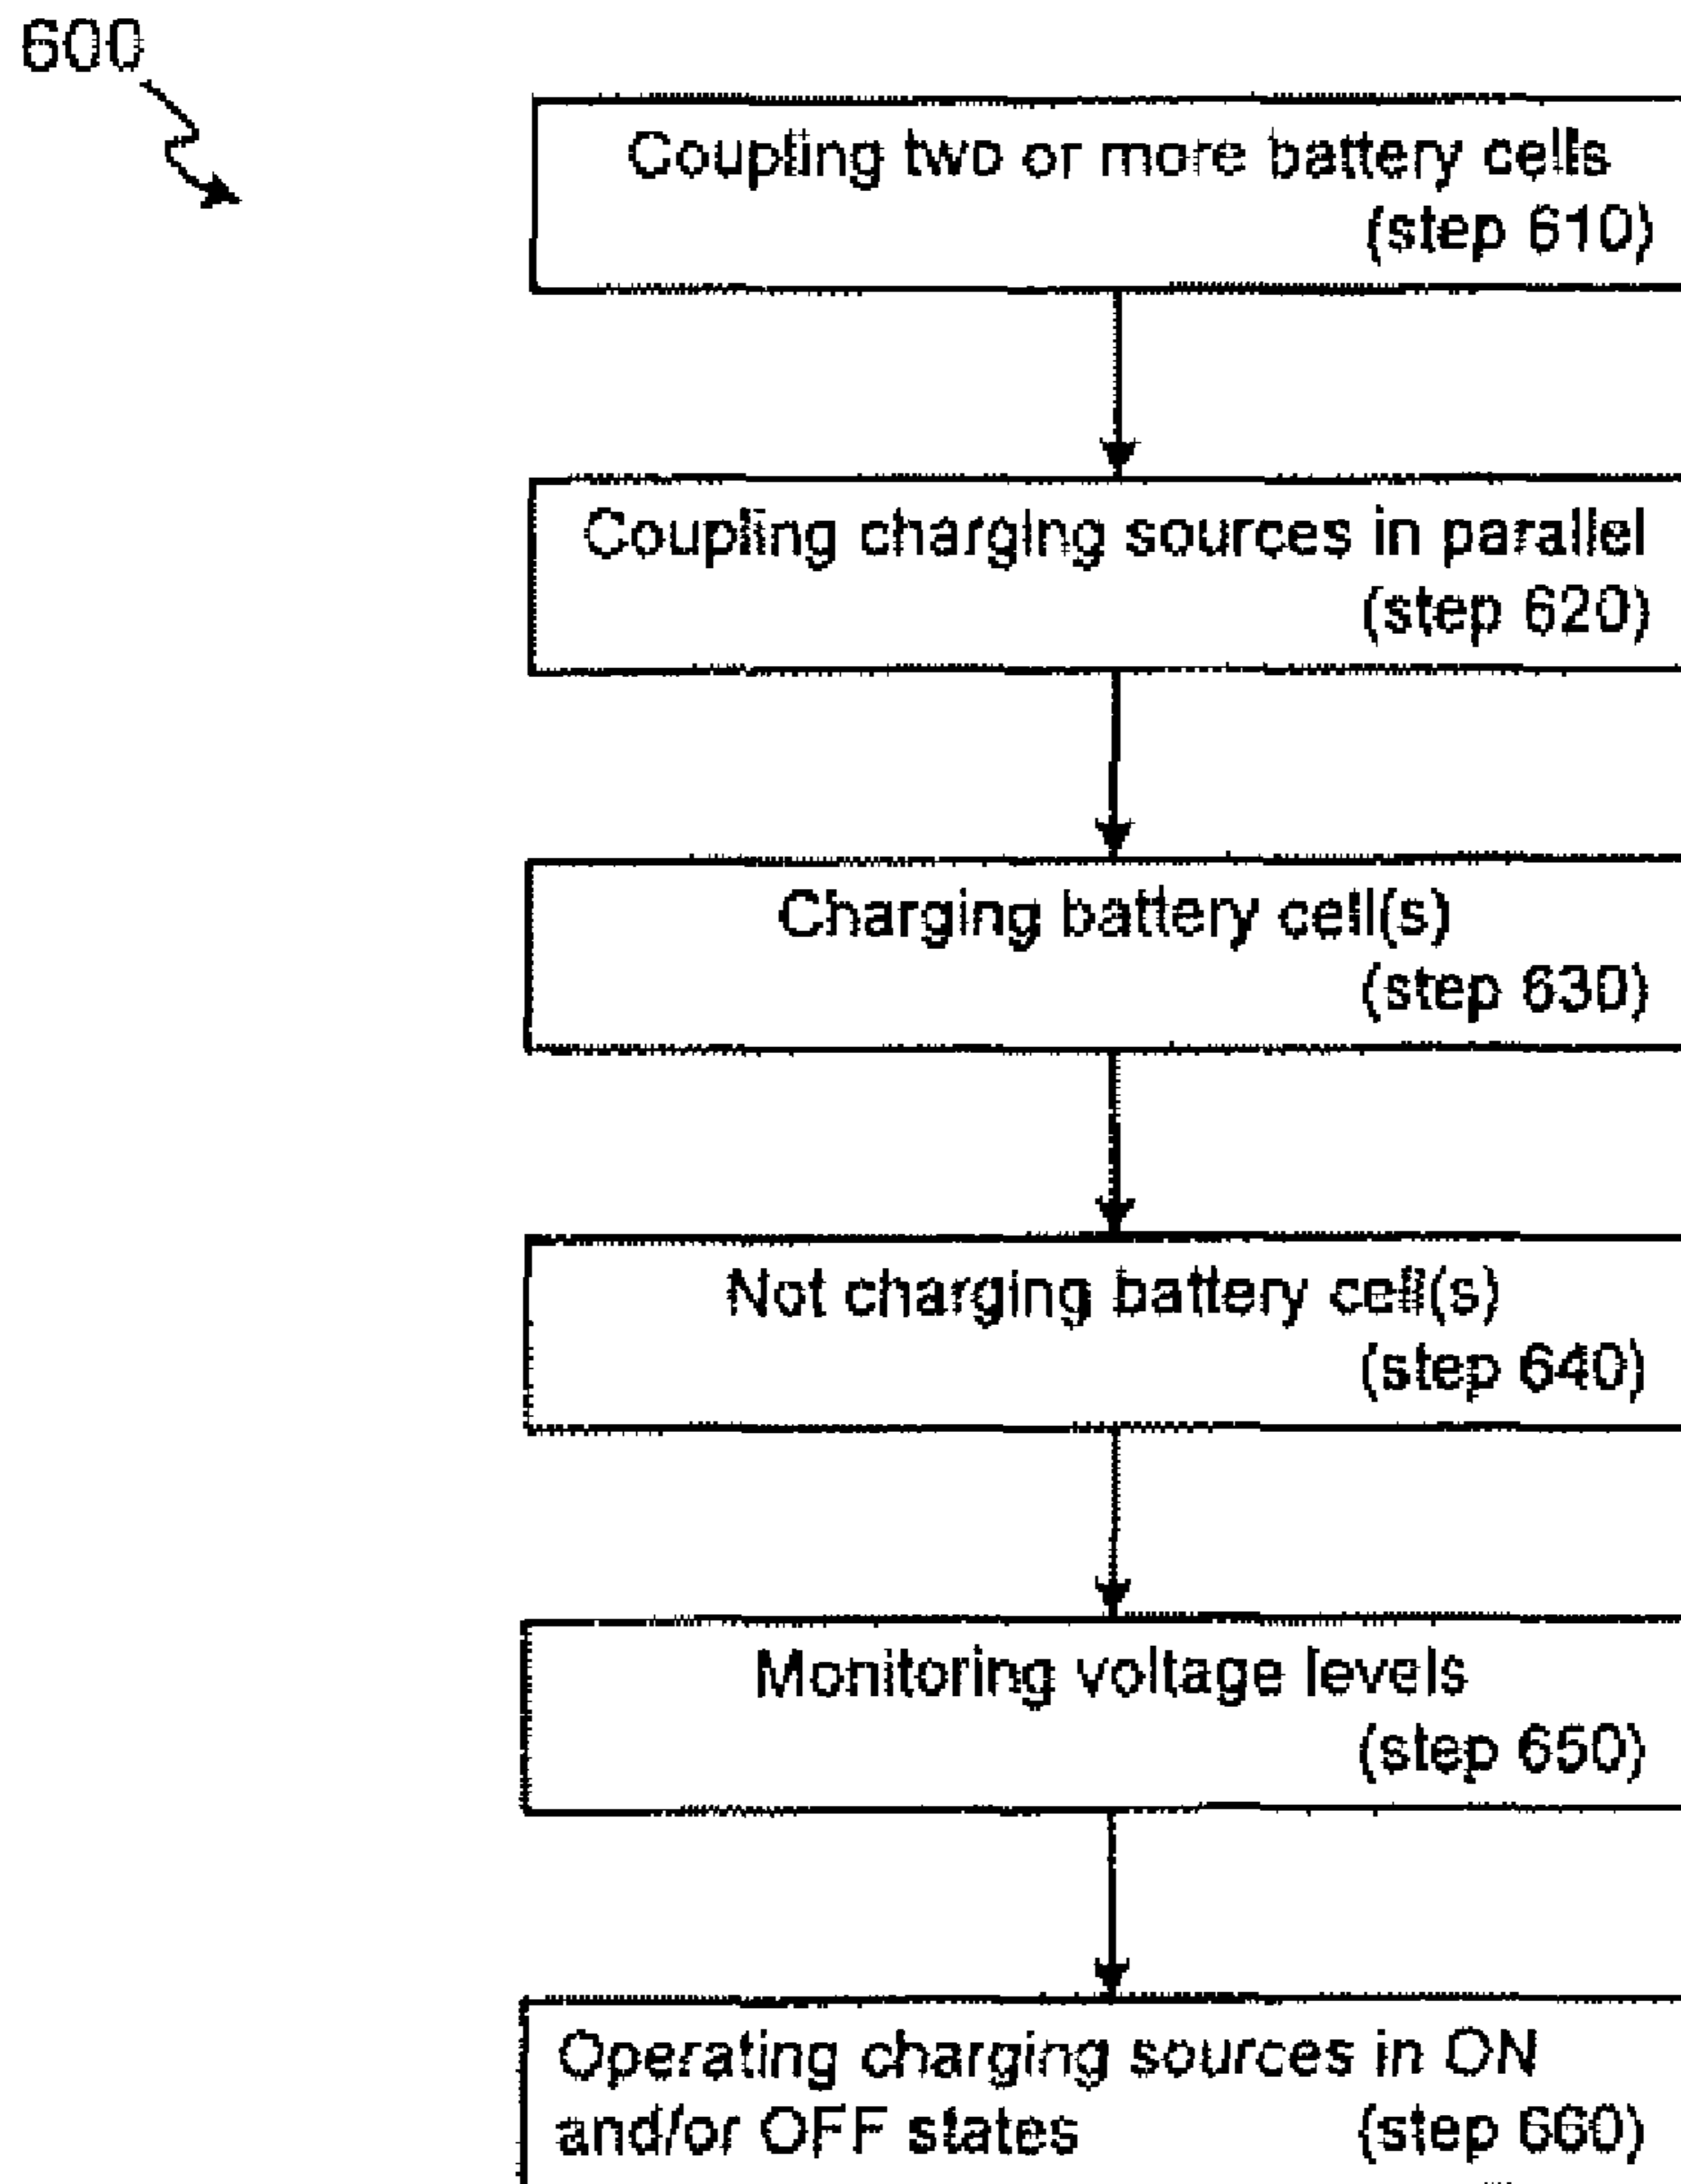 600
Coupling two or more battery cells
(step 610)
Coupling charging sources in parallel
(step 620)
Charging battery cell(s)
(step 630)
Not charging battery cell(s)
(step 640)
Monitoring voltage levels
(step 650)
Operating charging sources in ON
and/or OFF states (step 660)